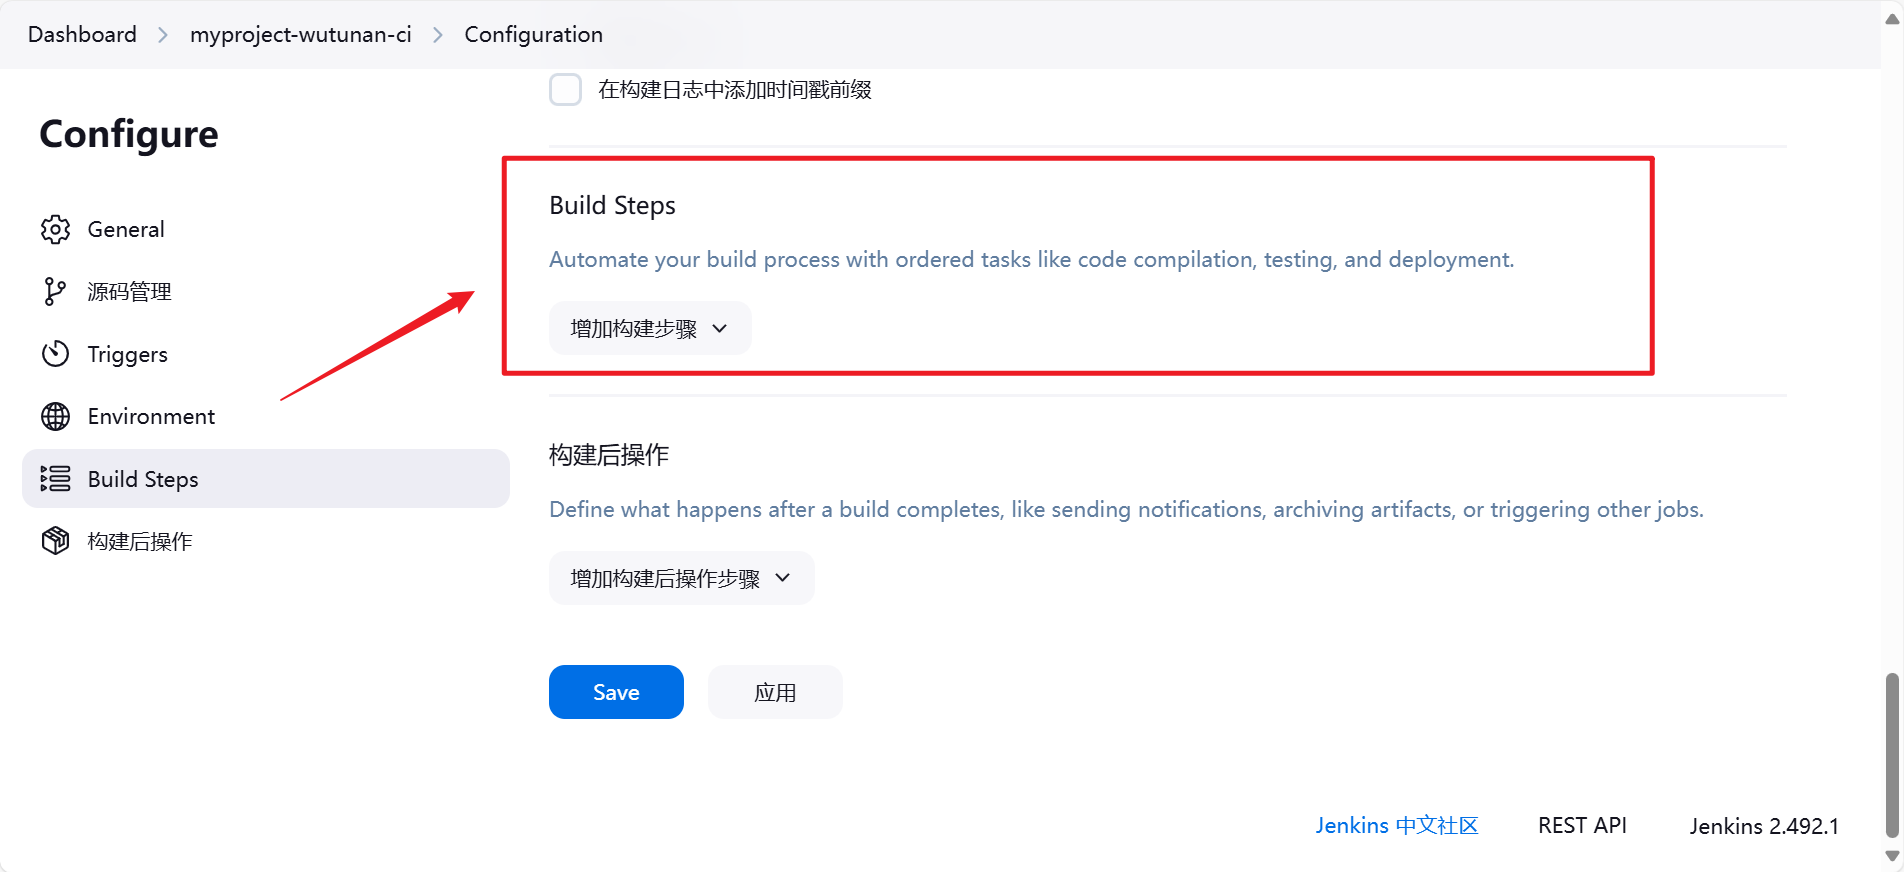 Dashboard > myproject-wutunan-ci > Configuration
在构建日志中添加时间戳前缀
Configure
General
源码管理
Triggers
Environment
Build Steps
构建后操作
Build Steps
Automate your build process with ordered tasks like code compilation, testing, and deployment.
增加构建步骤
构建后操作
Define what happens after a build completes, like sending notifications, archiving artifacts, or triggering other jobs.
增加构建后操作步骤
Save
应用
Jenkins 中文社区
REST API
Jenkins 2.492.1